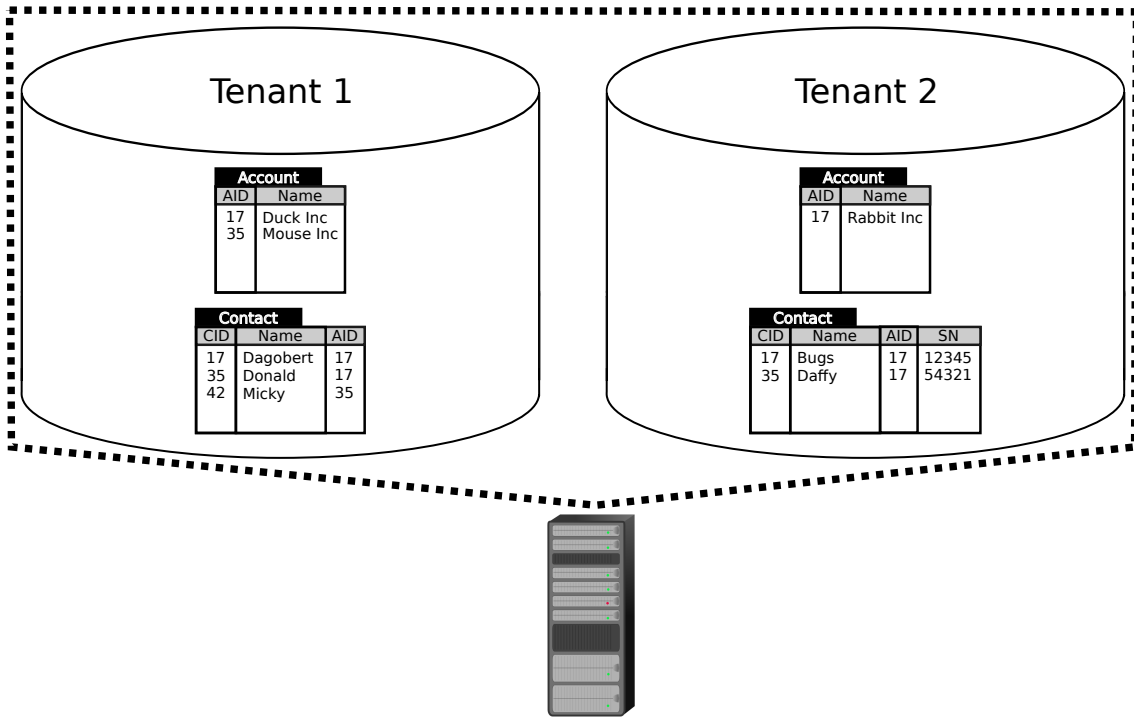 Tenant 1
Account
AID Name
17 Duck Inc
35 Mouse Inc
Contact
CID Name AID
17 Dagobert 17
35 Donald 17
42 Micky 35
Tenant 2
Account
AID Name
17 Rabbit Inc
Contact
CID Name AID SN
17 Bugs 17 12345
35 Daffy 17 54321